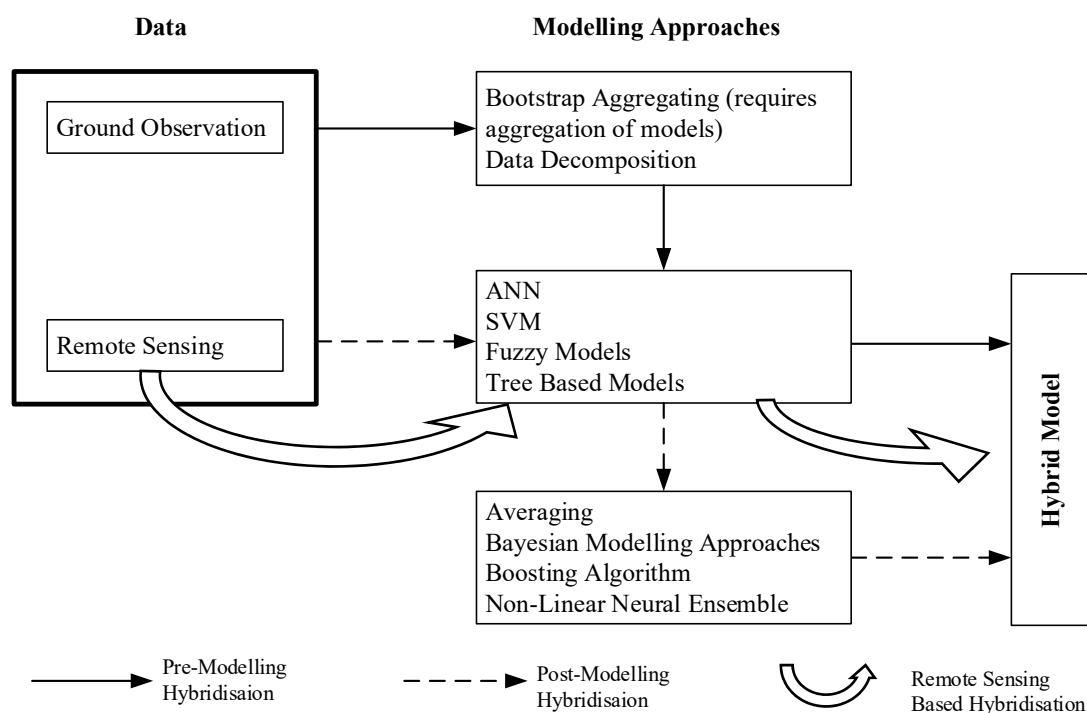 Data
Modelling Approaches
Ground Observation
Remote Sensing
Bootstrap Aggregating (requires
aggregation of models)
Data Decomposition
ANN
SVM
Fuzzy Models
Tree Based Models
Averaging
Bayesian Modelling Approaches
Boosting Algorithm
Non-Linear Neural Ensemble
Hybrid Model
Pre-Modelling
Hybridisaion
Post-Modelling
Hybridisaion
Remote Sensing
Based Hybridisation